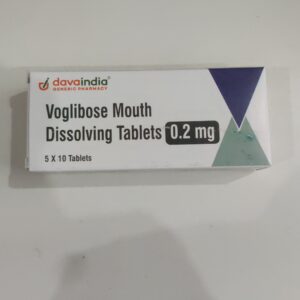 davaindia
GENERIC PHARMACY
Voglibose Mouth
Dissolving Tablets 0.2 mg
5 X 10 Tablets